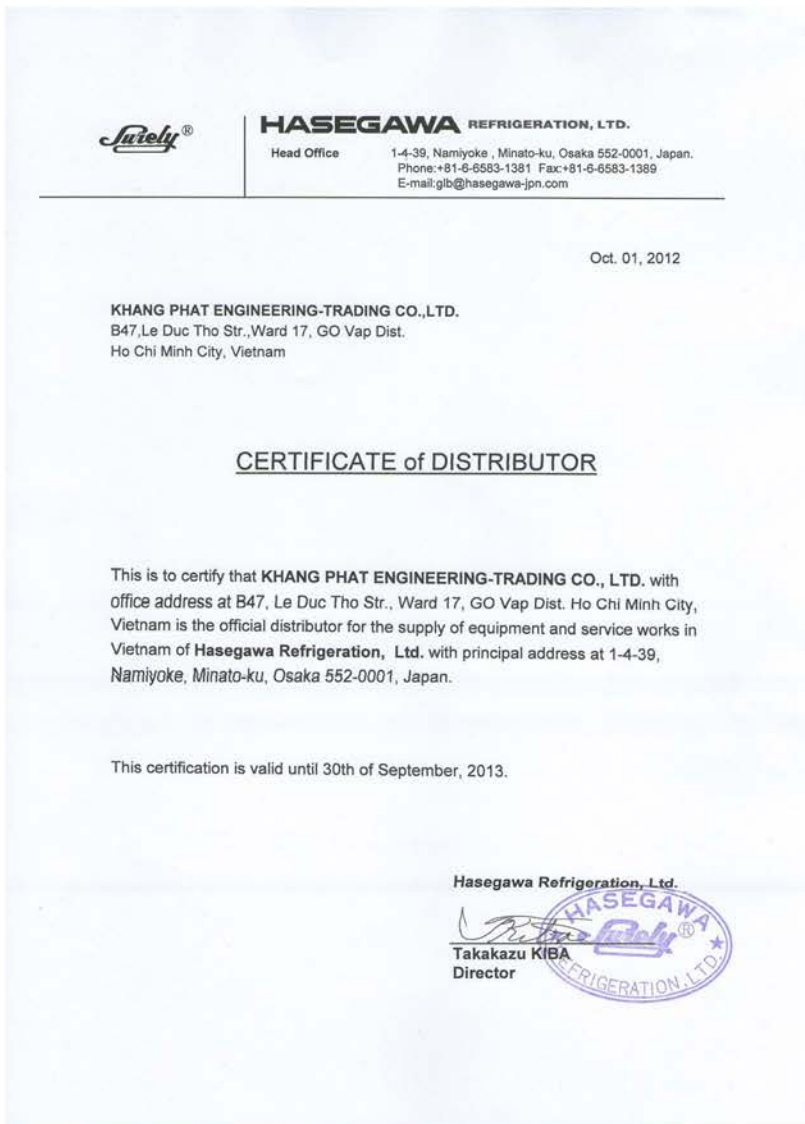 Surely®
HASEGAWA REFRIGERATION, LTD.
Head Office 1-4-39, Namiyoke , Minato-ku, Osaka 552-0001, Japan.
Phone:+81-6-6583-1381 Fax:+81-6-6583-1389
E-mail:glb@hasegawa-jpn.com
Oct. 01, 2012
KHANG PHAT ENGINEERING-TRADING CO.,LTD.
B47,Le Duc Tho Str.,Ward 17, GO Vap Dist.
Ho Chi Minh City, Vietnam
CERTIFICATE of DISTRIBUTOR
This is to certify that KHANG PHAT ENGINEERING-TRADING CO., LTD. with
office address at B47, Le Duc Tho Str., Ward 17, GO Vap Dist. Ho Chi Minh City,
Vietnam is the official distributor for the supply of equipment and service works in
Vietnam of Hasegawa Refrigeration, Ltd. with principal address at 1-4-39,
Namiyoke, Minato-ku, Osaka 552-0001, Japan.
This certification is valid until 30th of September, 2013.
Hasegawa Refrigeration, Ltd.
HASEGAWA
Surely®
REFRIGERATION, LTD.
Takakazu KIBA
Director